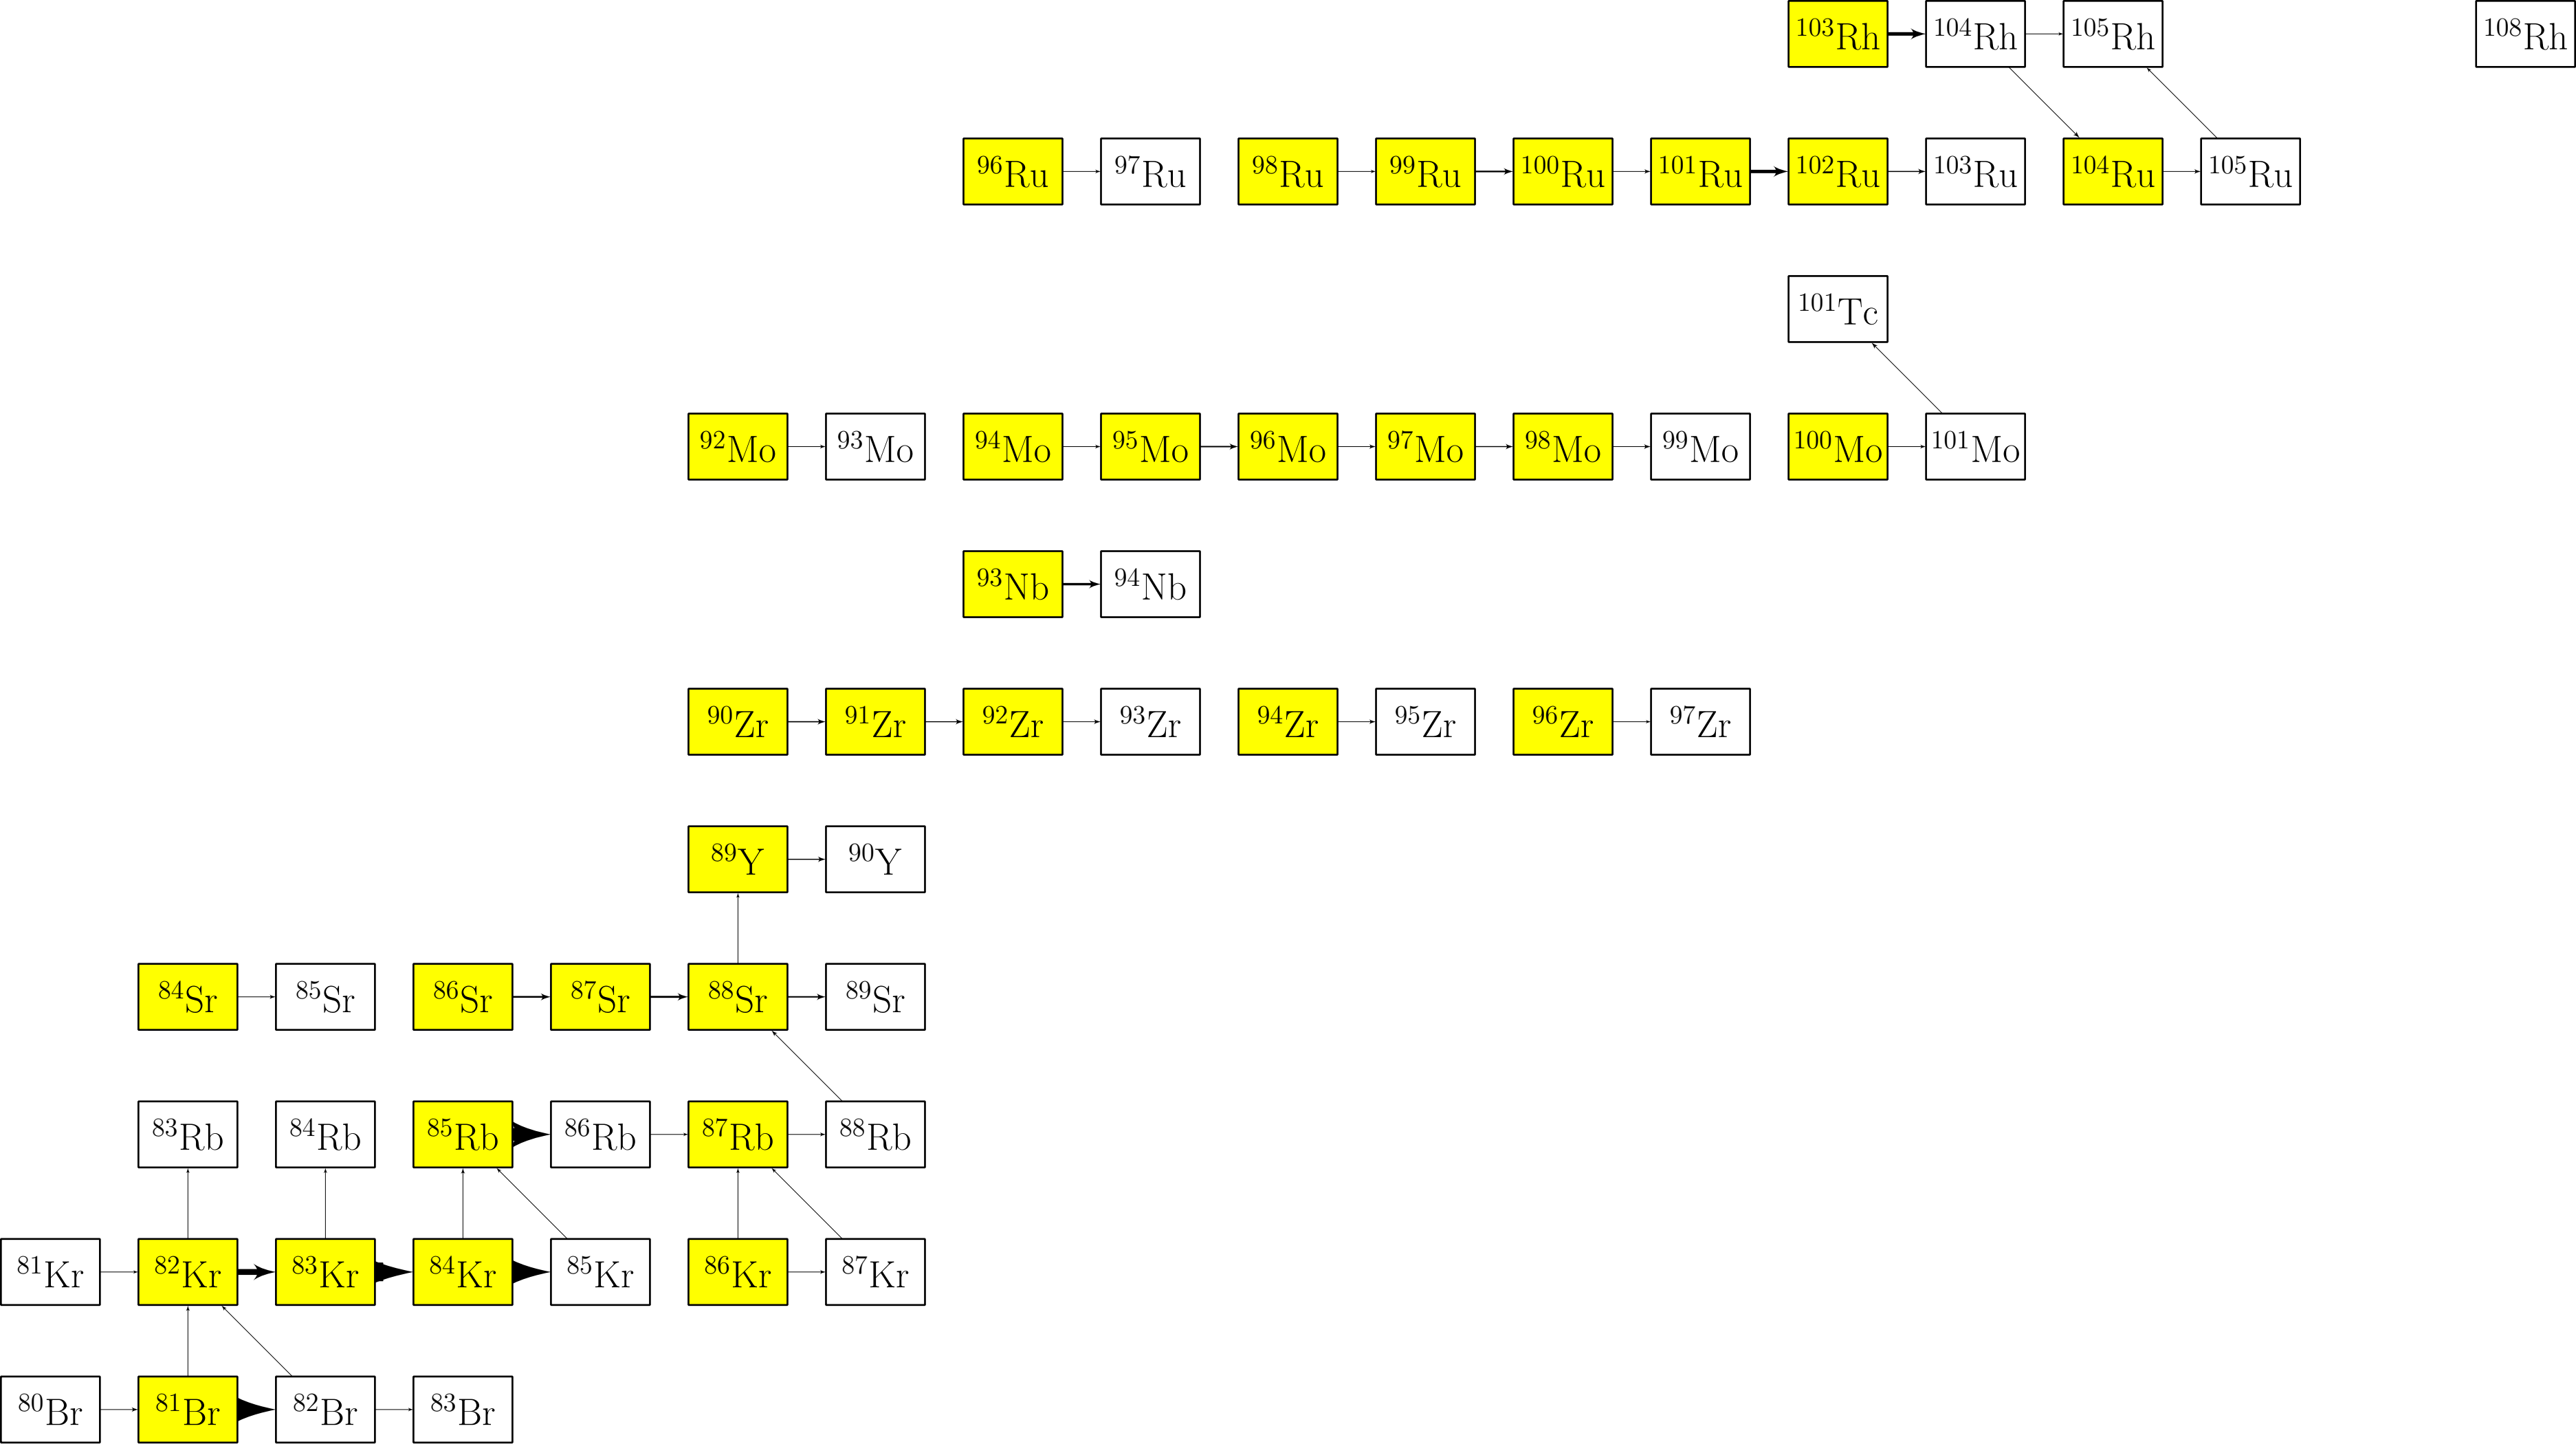 ¹⁰³Rh ¹⁰⁴Rh ¹⁰⁵Rh ¹⁰⁸Rh
⁹⁶Ru ⁹⁷Ru ⁹⁸Ru ⁹⁹Ru ¹⁰⁰Ru ¹⁰¹Ru ¹⁰²Ru ¹⁰³Ru ¹⁰⁴Ru ¹⁰⁵Ru
¹⁰¹Tc
⁹²Mo ⁹³Mo ⁹⁴Mo ⁹⁵Mo ⁹⁶Mo ⁹⁷Mo ⁹⁸Mo ⁹⁹Mo ¹⁰⁰Mo ¹⁰¹Mo
⁹³Nb ⁹⁴Nb
⁹⁰Zr ⁹¹Zr ⁹²Zr ⁹³Zr ⁹⁴Zr ⁹⁵Zr ⁹⁶Zr ⁹⁷Zr
⁸⁹Y ⁹⁰Y
⁸⁴Sr ⁸⁵Sr ⁸⁶Sr ⁸⁷Sr ⁸⁸Sr ⁸⁹Sr
⁸³Rb ⁸⁴Rb ⁸⁵Rb ⁸⁶Rb ⁸⁷Rb ⁸⁸Rb
⁸¹Kr ⁸²Kr ⁸³Kr ⁸⁴Kr ⁸⁵Kr ⁸⁶Kr ⁸⁷Kr
⁸⁰Br ⁸¹Br ⁸²Br ⁸³Br